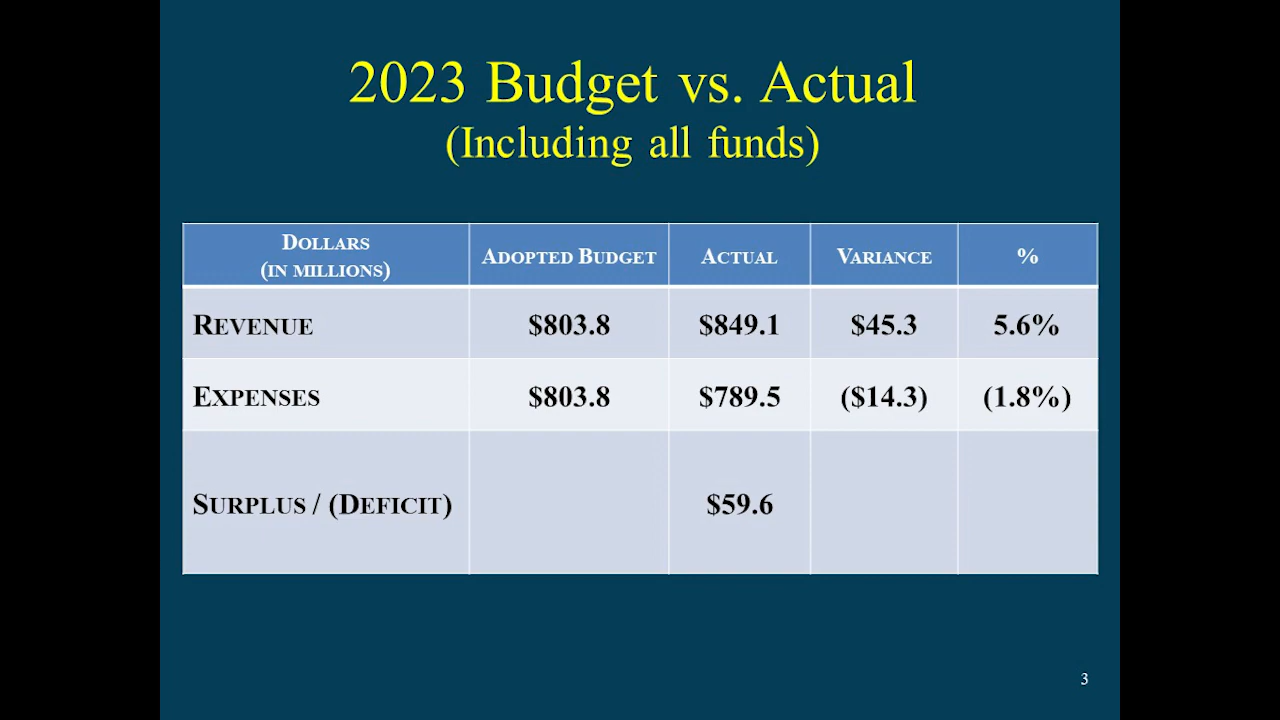 2023 Budget vs. Actual
(Including all funds)
DOLLARS
(IN MILLIONS)
ADOPTED BUDGET
ACTUAL
VARIANCE
%
REVENUE
$803.8
$849.1
$45.3
5.6%
EXPENSES
$803.8
$789.5
($14.3)
(1.8%)
SURPLUS / (DEFICIT)
$59.6
3